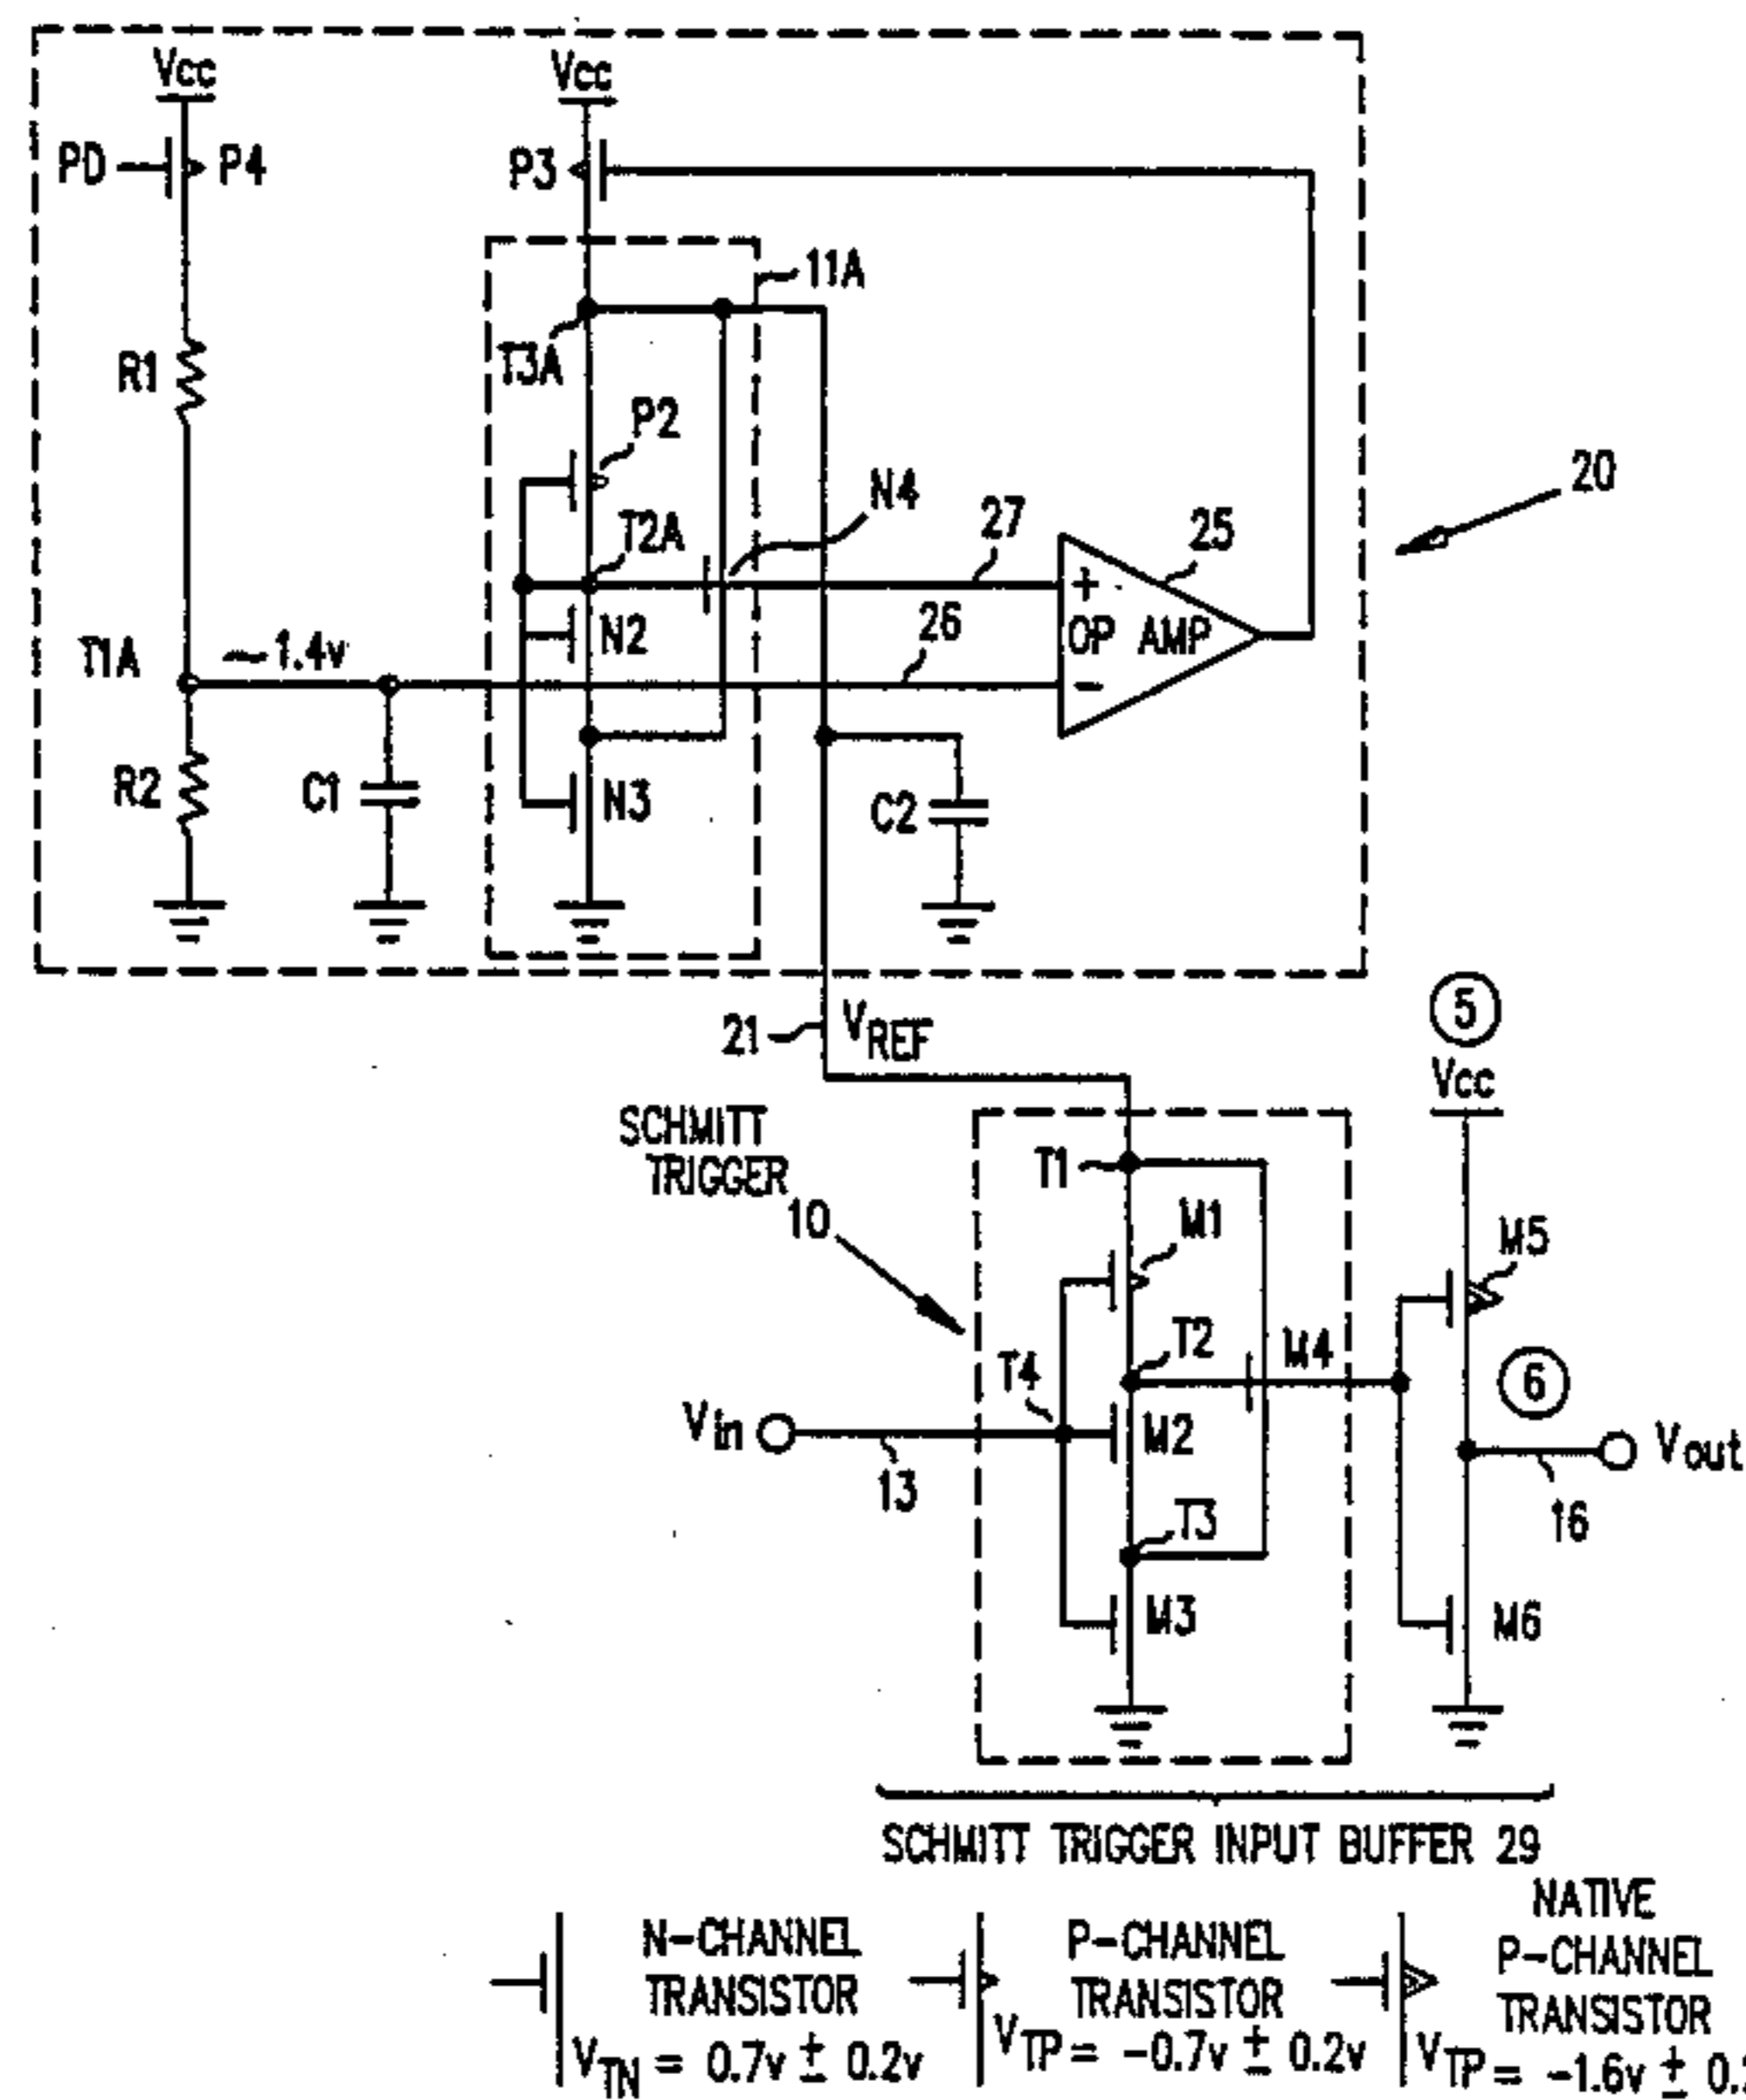 Vcc
Vcc
PD
P4
P3
11A
T3A
R1
P2
N4
20
T2A
27
25
+
OP AMP
N2
26
T1A
~1.4v
−
R2
C1
N3
C2
21
VREF
5
Vcc
SCHMITT
TRIGGER
10
T1
M1
M5
T2
M4
6
T4
Vin
M2
Vout
13
16
T3
M3
M6
SCHMITT TRIGGER INPUT BUFFER 29
N-CHANNEL
TRANSISTOR
VTN = 0.7v ± 0.2v
P-CHANNEL
TRANSISTOR
VTP = -0.7v ± 0.2v
NATIVE
P-CHANNEL
TRANSISTOR
VTP = -1.6v ± 0.